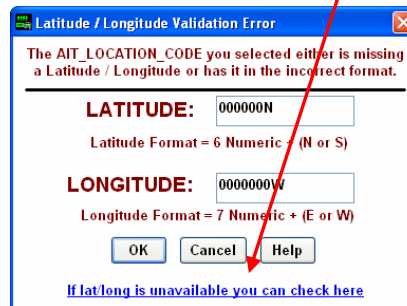 Latitude / Longitude Validation Error
The AIT_LOCATION_CODE you selected either is missing
a Latitude / Longitude or has it in the incorrect format.
LATITUDE: 000000N
Latitude Format = 6 Numeric + (N or S)
LONGITUDE: 0000000W
Longitude Format = 7 Numeric + (E or W)
OK Cancel Help
If lat/long is unavailable you can check here